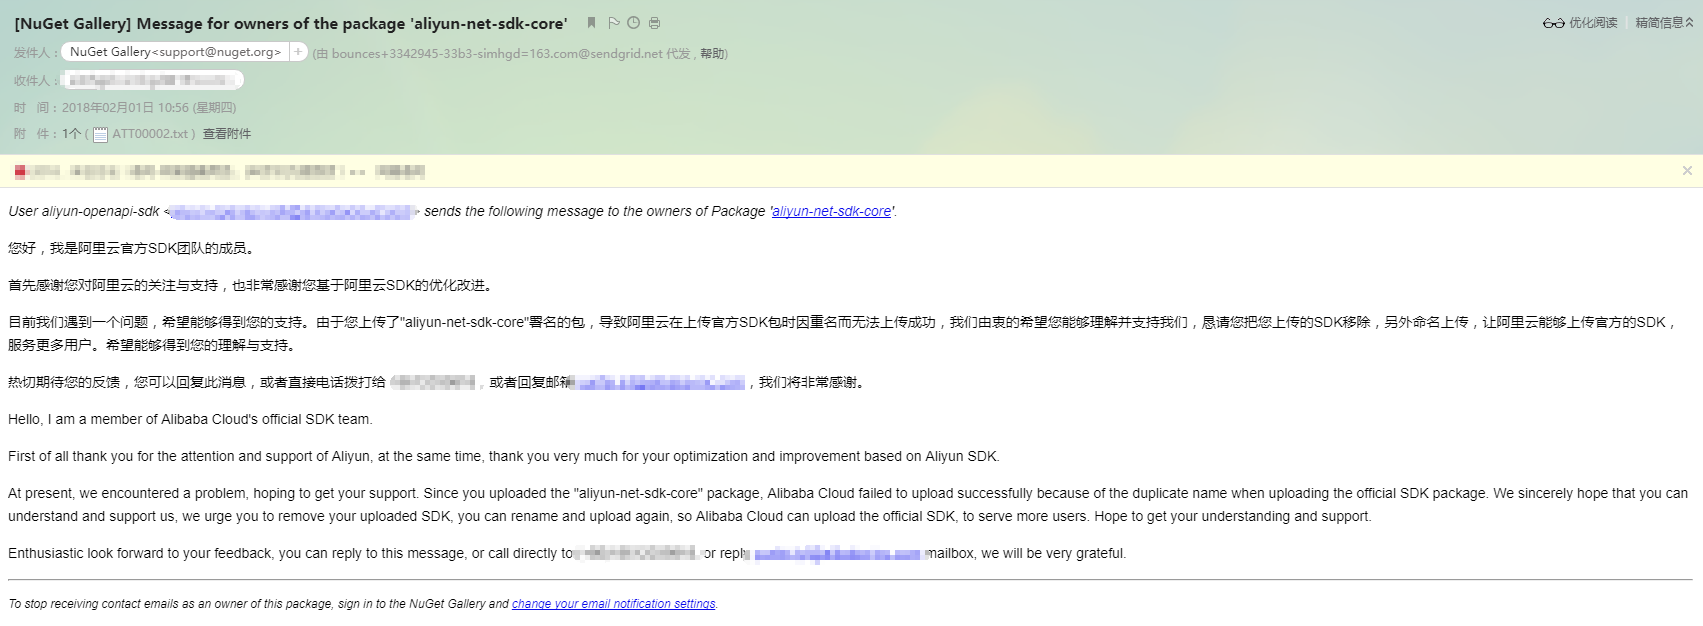 [NuGet Gallery] Message for owners of the package 'aliyun-net-sdk-core'
优化阅读
精简信息
发件人： NuGet Gallery<support@nuget.org> + (由 bounces+3342945-33b3-simhgd=163.com@sendgrid.net 代发 , 帮助)
收件人：
时 间： 2018年02月01日 10:56 (星期四)
附 件： 1个 ( ATT00002.txt ) 查看附件
User aliyun-openapi-sdk < > sends the following message to the owners of Package 'aliyun-net-sdk-core'.
您好，我是阿里云官方SDK团队的成员。
首先感谢您对阿里云的关注与支持，也非常感谢您基于阿里云SDK的优化改进。
目前我们遇到一个问题，希望能够得到您的支持。由于您上传了"aliyun-net-sdk-core"署名的包，导致阿里云在上传官方SDK包时因重名而无法上传成功，我们由衷的希望您能够理解并支持我们，恳请您把您上传的SDK移除，另外命名上传，让阿里云能够上传官方的SDK，
服务更多用户。希望能够得到您的理解与支持。
热切期待您的反馈，您可以回复此消息，或者直接电话拨打给 ，或者回复邮箱 ，我们将非常感谢。
Hello, I am a member of Alibaba Cloud's official SDK team.
First of all thank you for the attention and support of Aliyun, at the same time, thank you very much for your optimization and improvement based on Aliyun SDK.
At present, we encountered a problem, hoping to get your support. Since you uploaded the "aliyun-net-sdk-core" package, Alibaba Cloud failed to upload successfully because of the duplicate name when uploading the official SDK package. We sincerely hope that you can
understand and support us, we urge you to remove your uploaded SDK, you can rename and upload again, so Alibaba Cloud can upload the official SDK, to serve more users. Hope to get your understanding and support.
Enthusiastic look forward to your feedback, you can reply to this message, or call directly to or reply mailbox, we will be very grateful.
To stop receiving contact emails as an owner of this package, sign in to the NuGet Gallery and change your email notification settings.